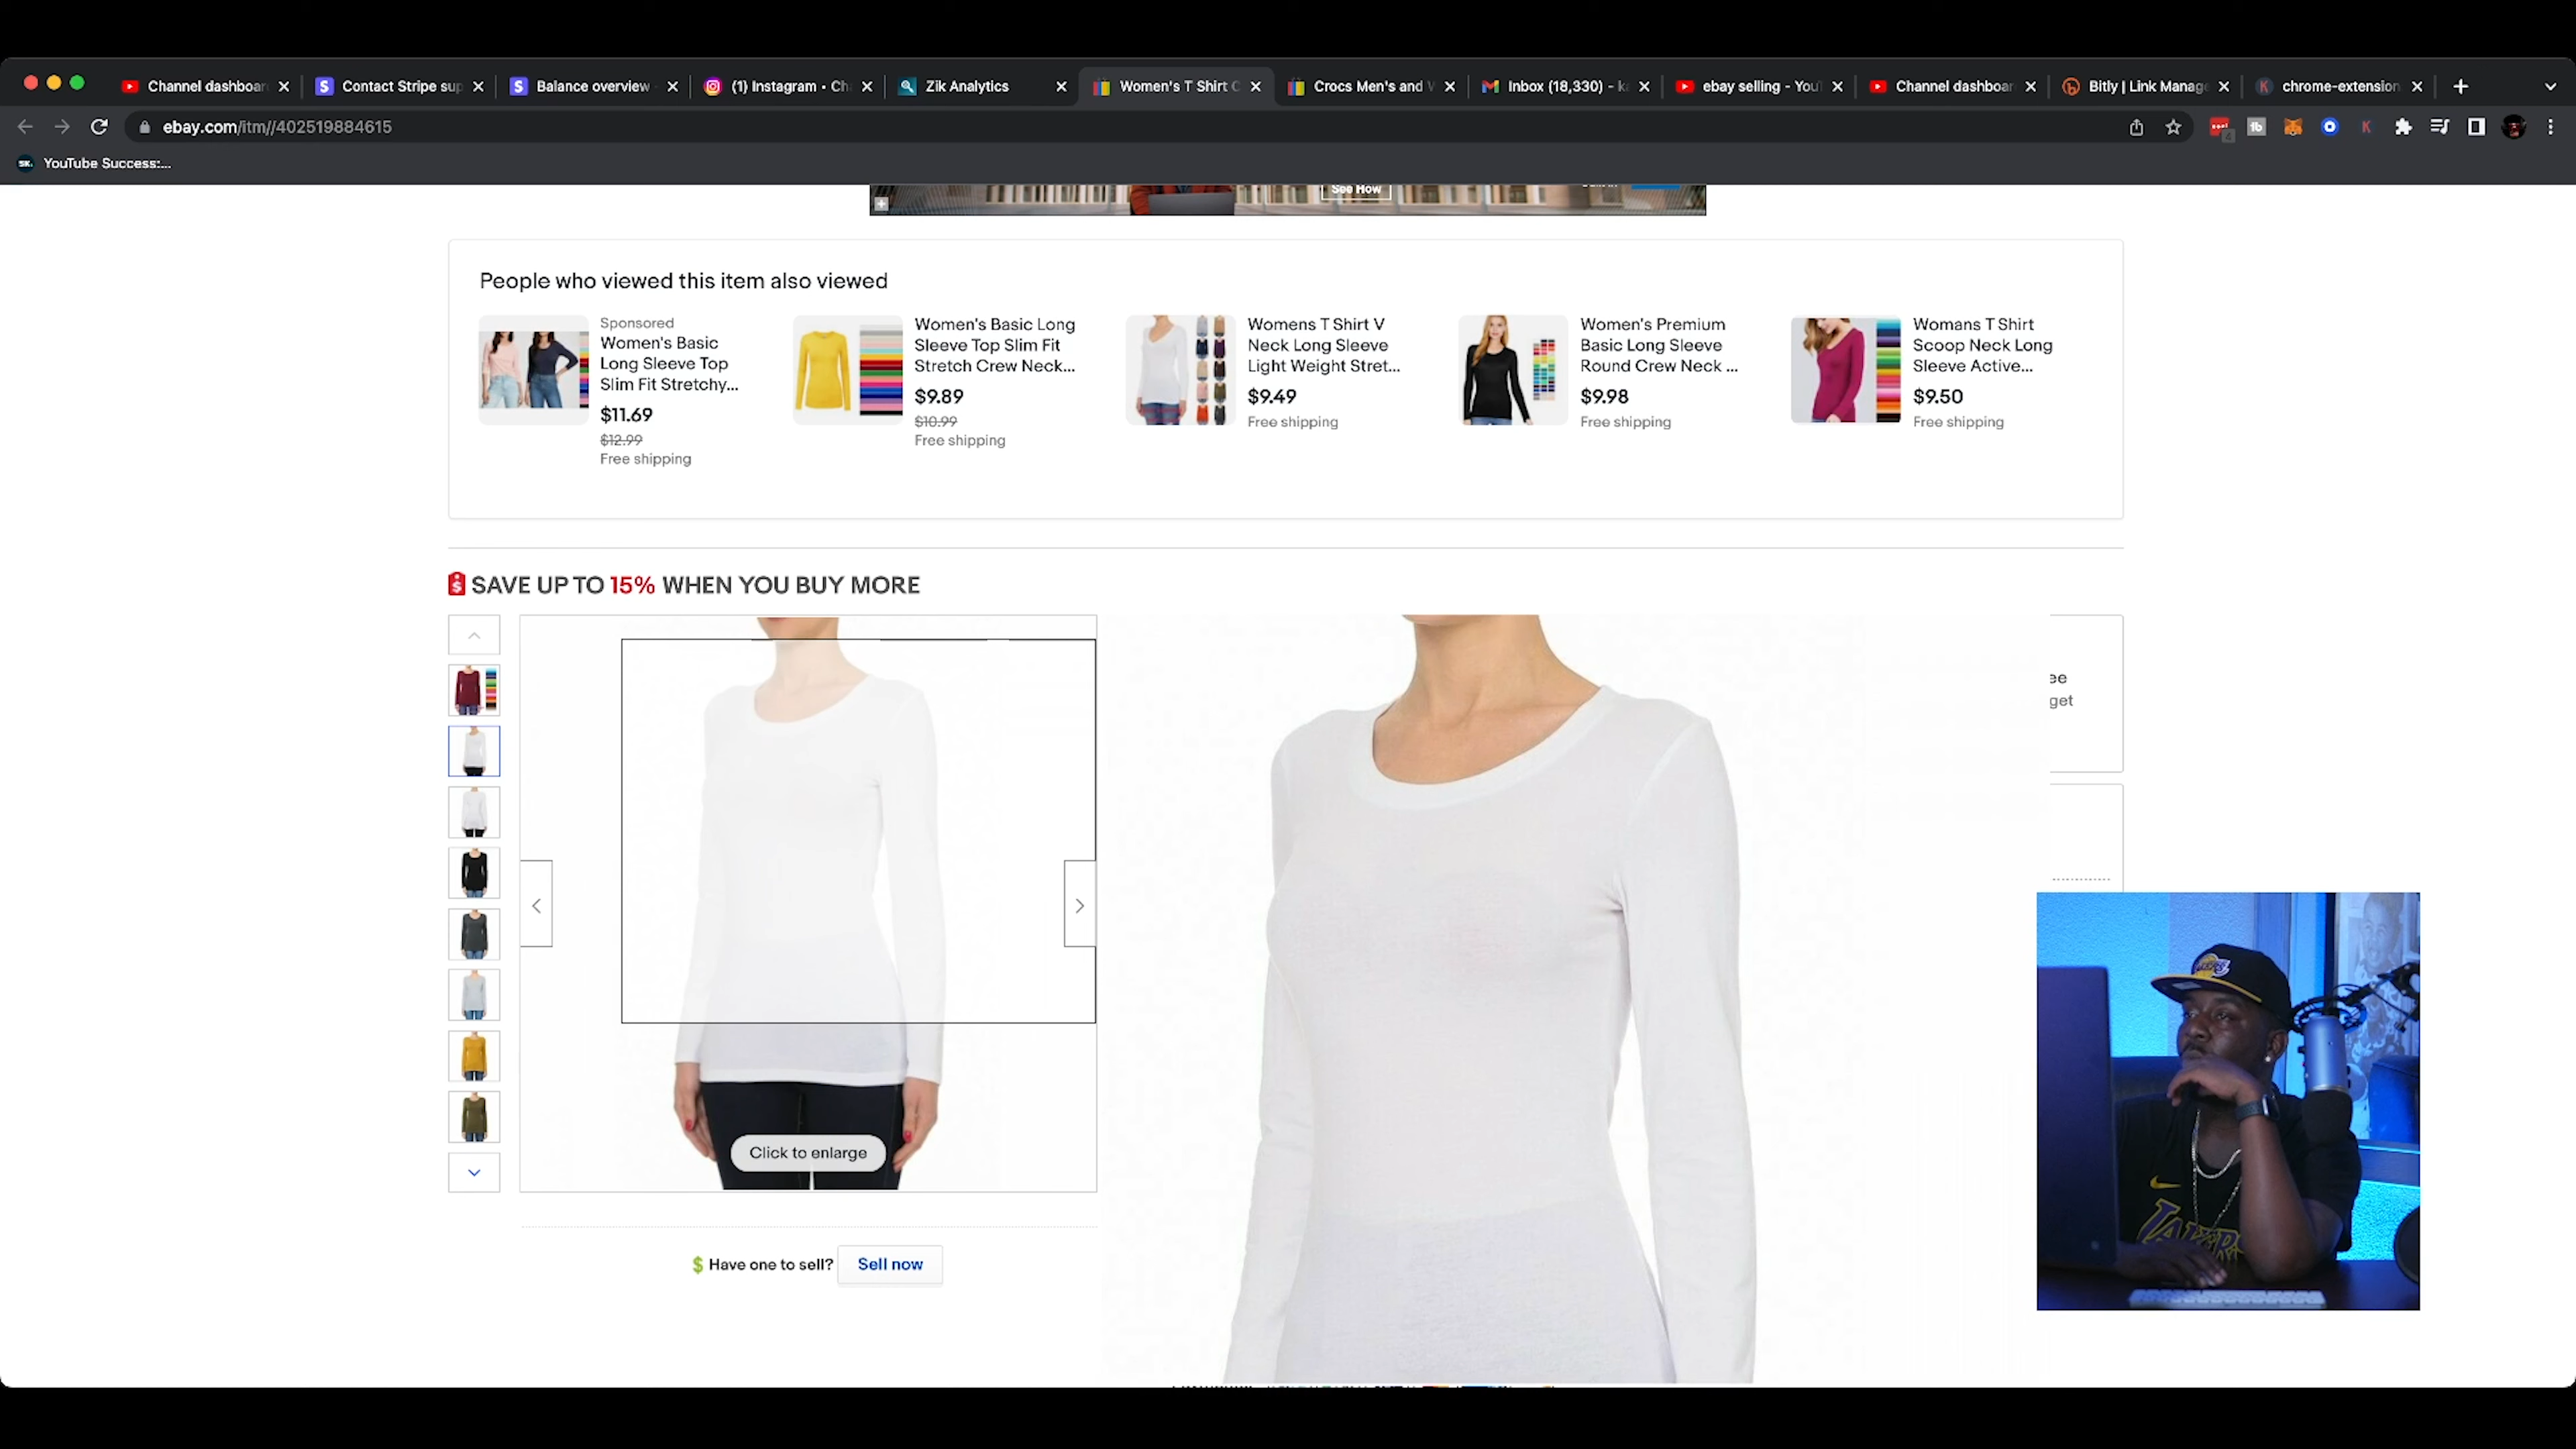 Channel dashboar
Contact Stripe sup
Balance overview
(1) Instagram • Ch
Zik Analytics
Women's T Shirt C
Crocs Men's and W
Inbox (18,330) - k
ebay selling - YouT
Channel dashboar
Bitly | Link Manage
chrome-extension
ebay.com/itm//402519884615
SK.
YouTube Success:...
See How
People who viewed this item also viewed
Sponsored
Women's Basic
Long Sleeve Top
Slim Fit Stretchy...
$11.69
$12.99
Free shipping
Women's Basic Long
Sleeve Top Slim Fit
Stretch Crew Neck...
$9.89
$10.99
Free shipping
Womens T Shirt V
Neck Long Sleeve
Light Weight Stret...
$9.49
Free shipping
Women's Premium
Basic Long Sleeve
Round Crew Neck ...
$9.98
Free shipping
Womans T Shirt
Scoop Neck Long
Sleeve Active...
$9.50
Free shipping
SAVE UP TO 15% WHEN YOU BUY MORE
ee
get
Click to enlarge
$ Have one to sell? Sell now
LAKERS